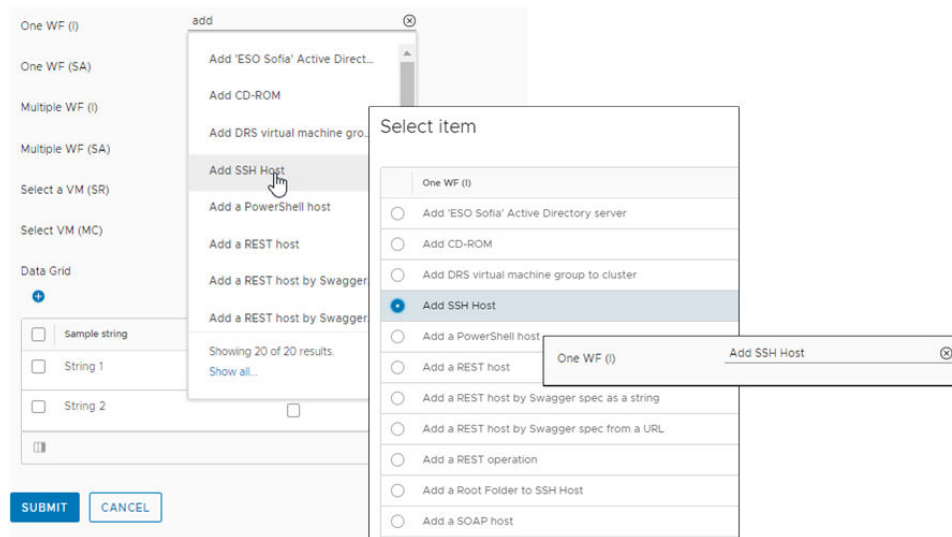 One WF (I)
add
One WF (SA)
Multiple WF (I)
Multiple WF (SA)
Select a VM (SR)
Select VM (MC)
Data Grid
Sample string
String 1
String 2
SUBMIT
CANCEL
Add 'ESO Sofia' Active Direct...
Add CD-ROM
Add DRS virtual machine gro...
Add SSH Host
Add a PowerShell host
Add a REST host
Add a REST host by Swagger
Add a REST host by Swagger.
Showing 20 of 20 results.
Show all...
Select item
One WF (I)
Add 'ESO Sofia' Active Directory server
Add CD-ROM
Add DRS virtual machine group to cluster
Add SSH Host
Add a PowerShell host
Add a REST host
Add a REST host by Swagger spec as a string
Add a REST host by Swagger spec from a URL
Add a REST operation
Add a Root Folder to SSH Host
Add a SOAP host
One WF (I)
Add SSH Host